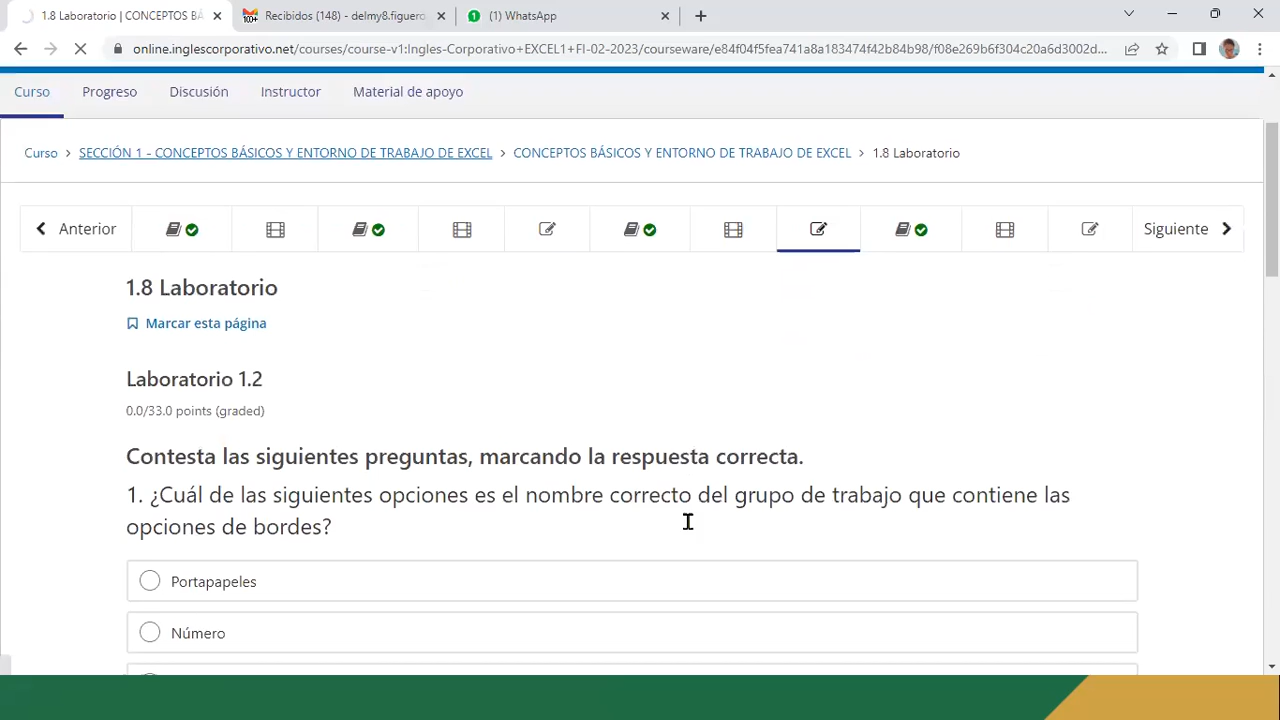 1.8 Laboratorio | CONCEPTOS BÁ
Recibidos (148) - delmy8.figuero
(1) WhatsApp
100+
1
online.inglescorporativo.net/courses/course-v1:Ingles-Corporativo+EXCEL1+FI-02-2023/courseware/e84f04f5fea741a8a183474f42b84b98/f08e269b6f304c20a6d3002d...
Curso
Progreso
Discusión
Instructor
Material de apoyo
Curso > SECCIÓN 1 - CONCEPTOS BÁSICOS Y ENTORNO DE TRABAJO DE EXCEL > CONCEPTOS BÁSICOS Y ENTORNO DE TRABAJO DE EXCEL > 1.8 Laboratorio
Anterior
Siguiente
1.8 Laboratorio
Marcar esta página
Laboratorio 1.2
0.0/33.0 points (graded)
Contesta las siguientes preguntas, marcando la respuesta correcta.
1. ¿Cuál de las siguientes opciones es el nombre correcto del grupo de trabajo que contiene las
opciones de bordes?
Portapapeles
Número